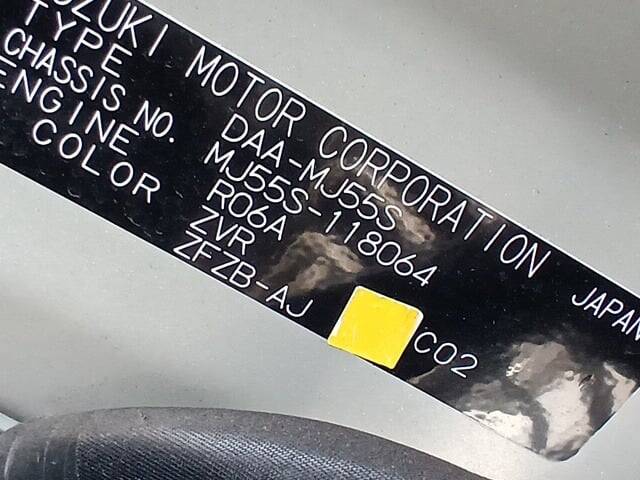 SUZUKI MOTOR CORPORATION JAPAN
TYPE DAA-MJ55S
CHASSIS NO. MJ55S-118064
ENGINE R06A
COLOR ZVR
ZFZB-AJ C02